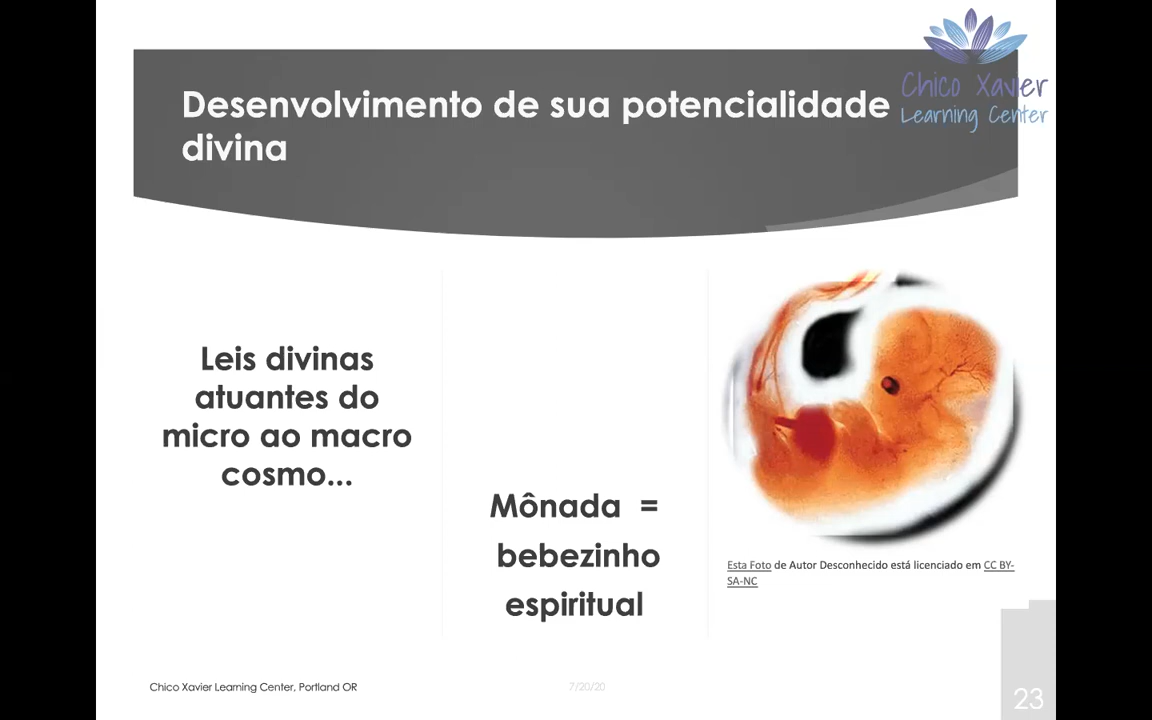 Chico Xavier
Learning Center
Desenvolvimento de sua potencialidade
divina
Leis divinas
atuantes do
micro ao macro
cosmo...
Mônada =
bebezinho
espiritual
Esta Foto de Autor Desconhecido está licenciado em CC BY-
SA-NC
Chico Xavier Learning Center, Portland OR
7/20/20
23